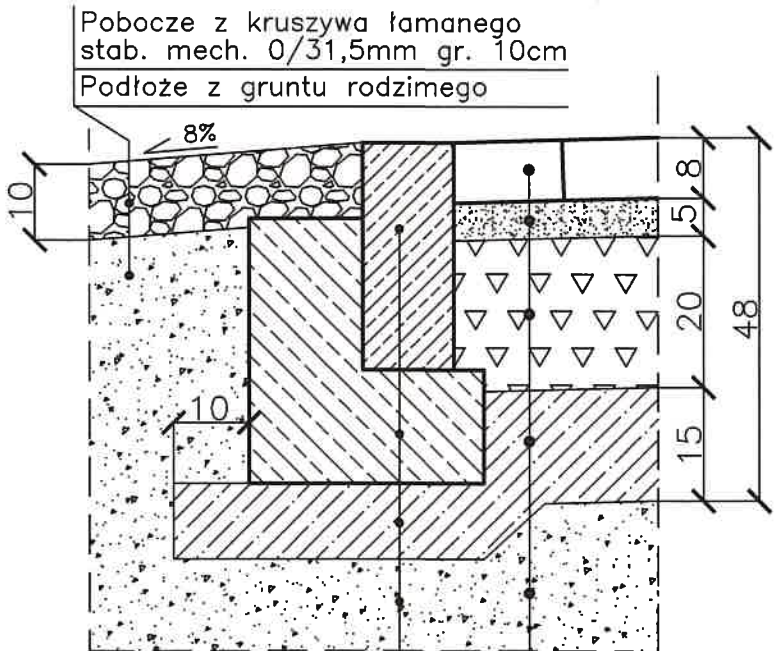 Pobocze z kruszywa łamanego
stab. mech. 0/31,5mm gr. 10cm
Podłoże z gruntu rodzimego
8%
10
8
5
20
48
10
15